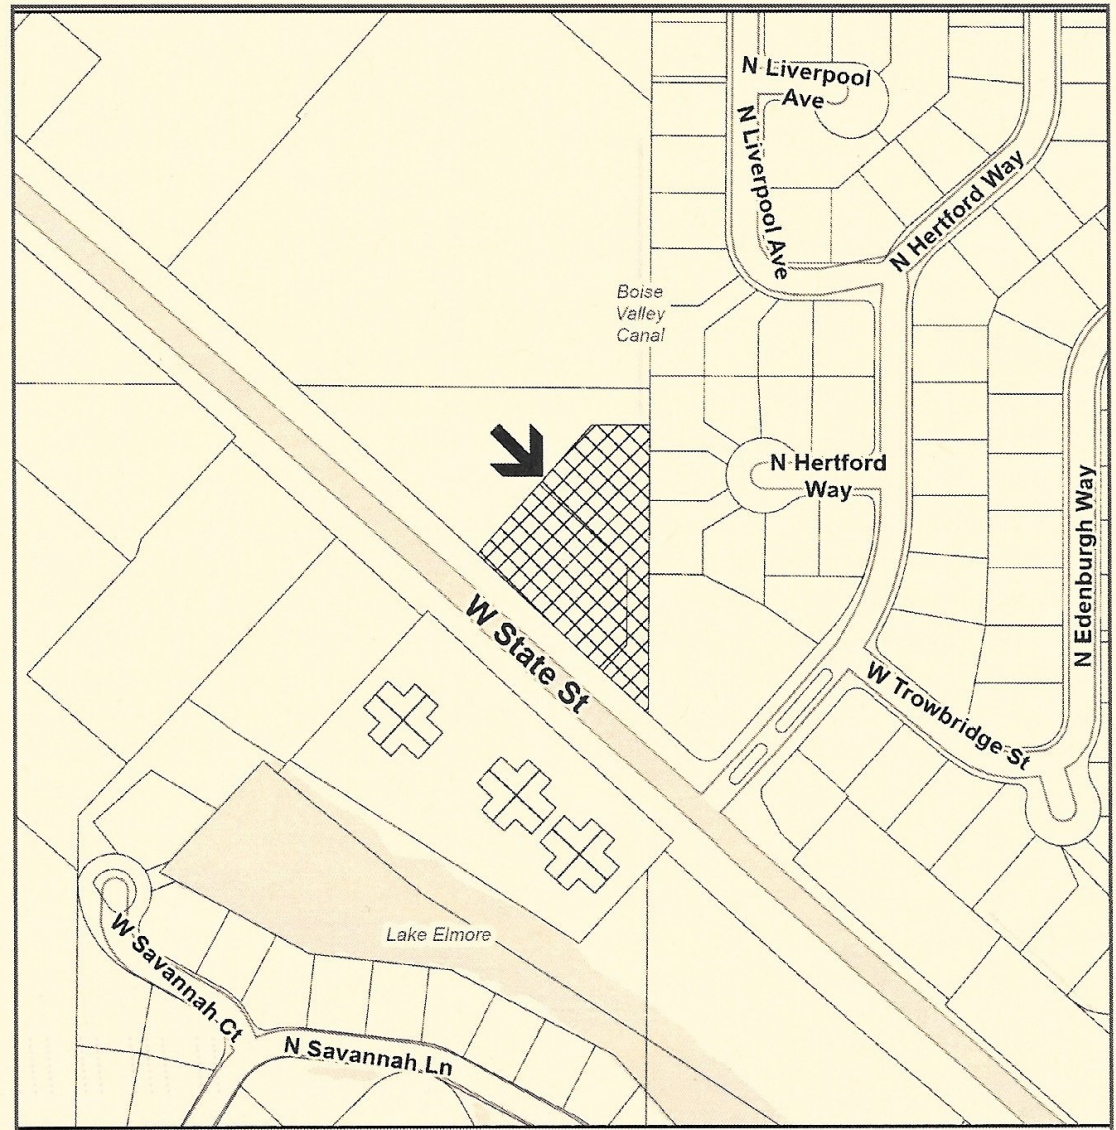 N Liverpool
Ave
N Liverpool Ave
N Hertford Way
Boise
Valley
Canal
N Hertford
Way
N Edenburgh Way
W State St
W Trowbridge St
Lake Elmore
W Savannah Ct
N Savannah Ln